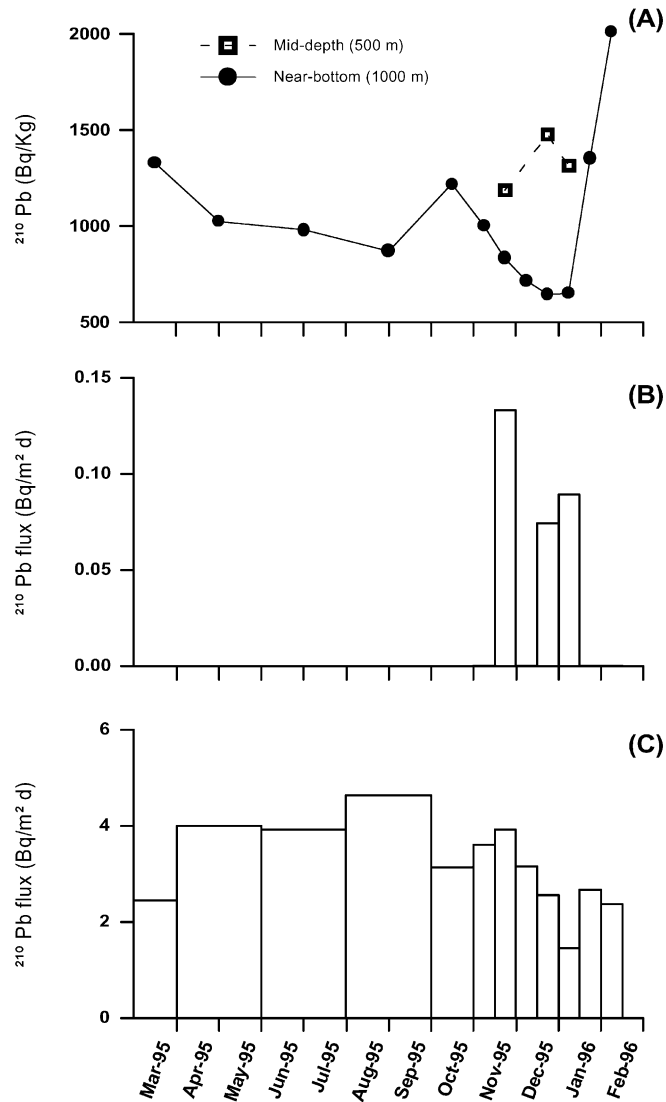 (A)
2000
1500
1000
500
²¹⁰ Pb (Bq/Kg)
Mid-depth (500 m)
Near-bottom (1000 m)
(B)
0.15
0.10
0.05
0.00
²¹⁰ Pb flux (Bq/m² d)
(C)
6
4
2
0
²¹⁰ Pb flux (Bq/m² d)
Mar-95
Apr-95
May-95
Jun-95
Jul-95
Aug-95
Sep-95
Oct-95
Nov-95
Dec-95
Jan-96
Feb-96